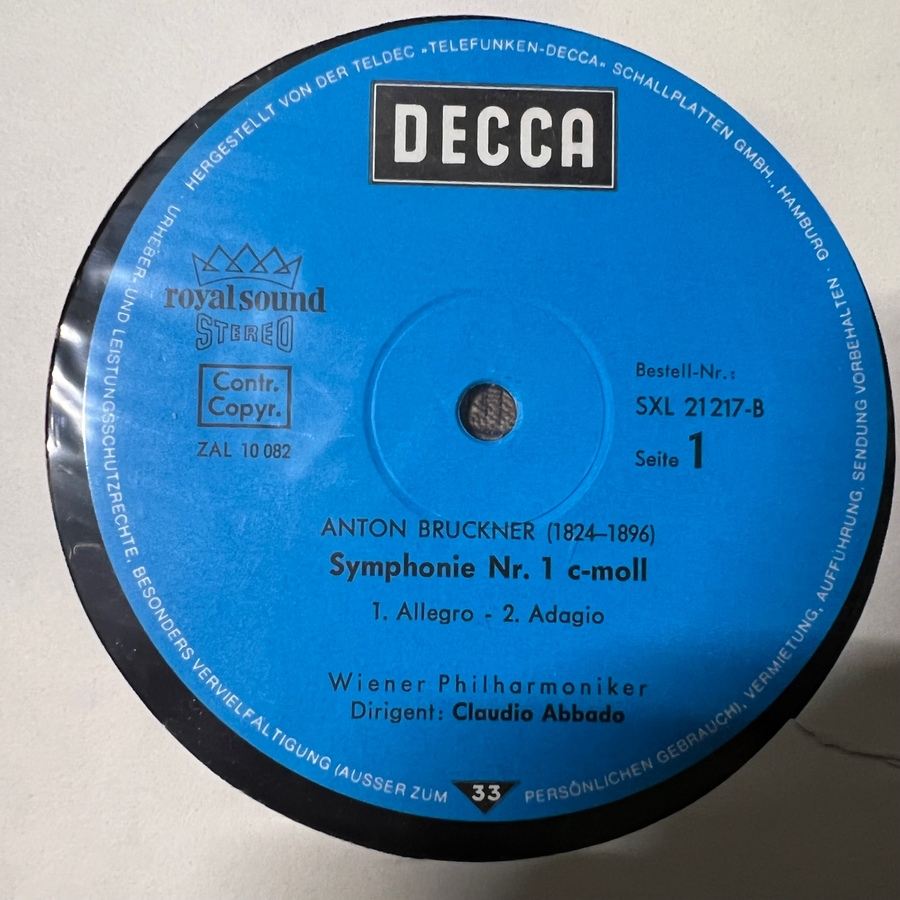 HERGESTELLT VON DER TELDEC »TELEFUNKEN-DECCA« SCHALLPLATTEN GMBH., HAMBURG ·
DECCA
royal sound
STEREO
Contr.
Copyr.
ZAL 10 082
Bestell-Nr.:
SXL 21 217-B
Seite 1
ANTON BRUCKNER (1824–1896)
Symphonie Nr. 1 c-moll
1. Allegro - 2. Adagio
Wiener Philharmoniker
Dirigent: Claudio Abbado
33
URHEBER- UND LEISTUNGSSCHUTZRECHTE, BESONDERS VERVIELFALTIGUNG (AUSSER ZUM PERSÖNLICHEN GEBRAUCH), VERMIETUNG, AUFFÜHRUNG, SENDUNG VORBEHALTEN ·